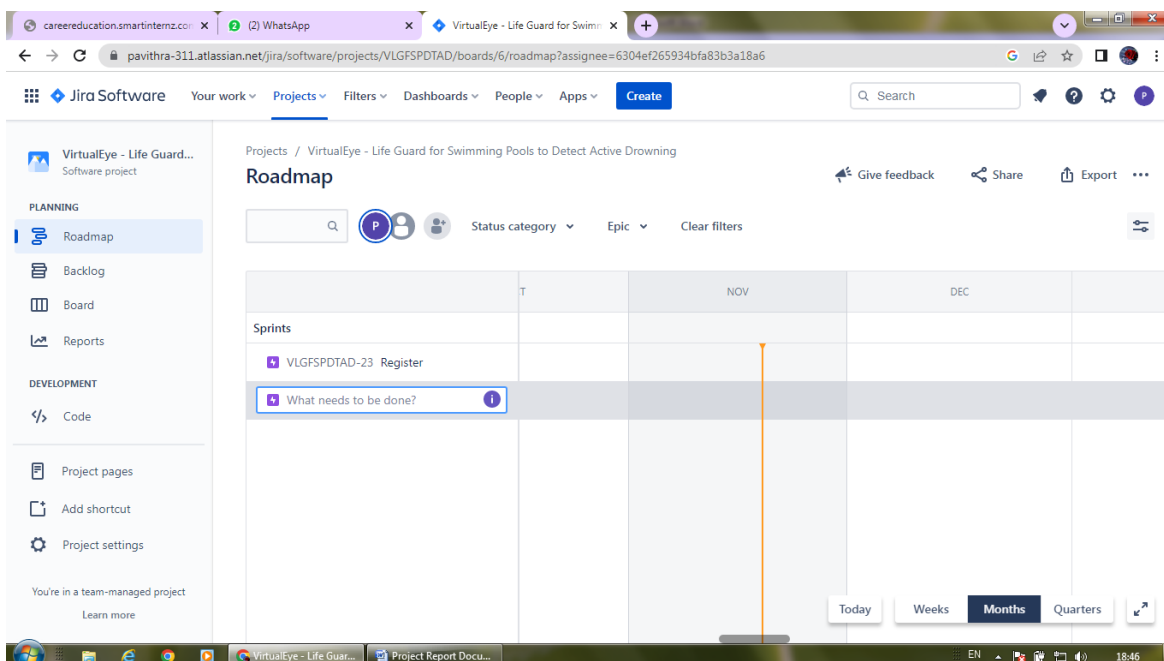 careereducation.smartinternz.con
2 (2) WhatsApp
VirtualEye - Life Guard for Swimm
pavithra-311.atlassian.net/jira/software/projects/VLGFSPDTAD/boards/6/roadmap?assignee=6304ef265934bfa83b3a18a6
Jira Software Your work Projects Filters Dashboards People Apps Create Search P
VirtualEye - Life Guard...
Software project
PLANNING
Roadmap
Backlog
Board
Reports
DEVELOPMENT
Code
Project pages
Add shortcut
Project settings
You're in a team-managed project
Learn more
Projects / VirtualEye - Life Guard for Swimming Pools to Detect Active Drowning
Roadmap
Give feedback Share Export
P Status category Epic Clear filters
T NOV DEC
Sprints
VLGFSPDTAD-23 Register
What needs to be done?
Today Weeks Months Quarters
VirtualEye - Life Guar... Project Report Docu... EN 18:46